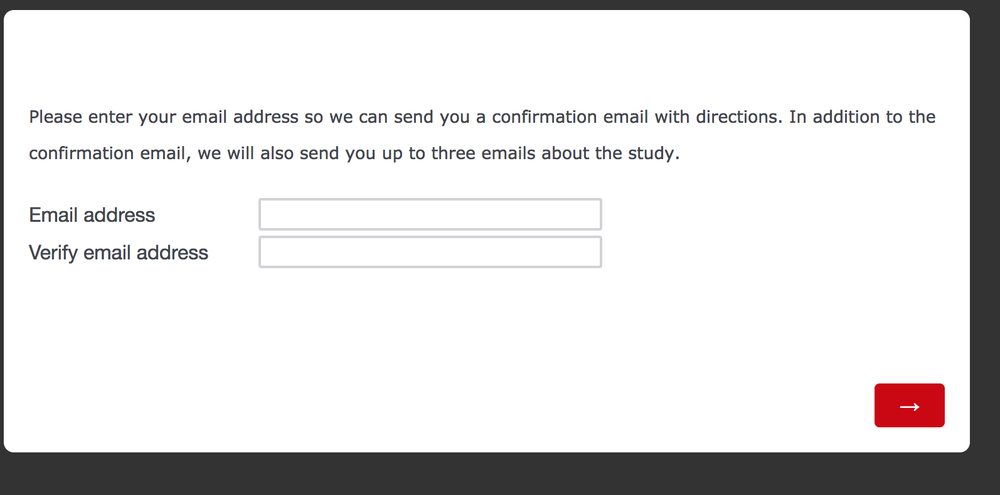 Please enter your email address so we can send you a confirmation email with directions. In addition to the
confirmation email, we will also send you up to three emails about the study.
Email address
Verify email address
→